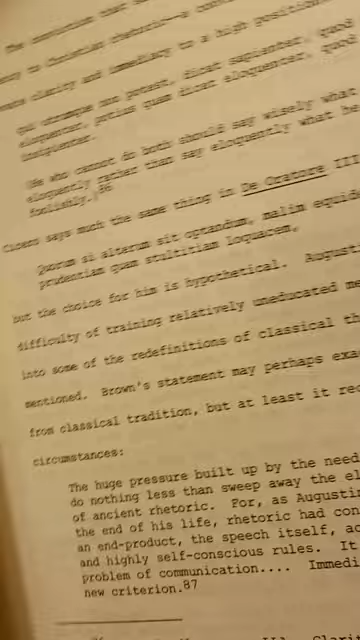 The conviction that
to Christian rhetoric—a
clarity and immediacy to a high position
qui utrumque non potest, dicat sapienter, quod
eloquenter, potius quam dicat eloquenter, quod
insipienter.
(He who cannot do both should say wisely what
eloquently rather than say eloquently what he
foolishly.)86
Cicero says much the same thing in De Oratore III
Quorum si alterum sit optandum, malim equidem
prudentiam quam stultitiam loquacem,
but the choice for him is hypothetical. August
difficulty of training relatively uneducated me
into some of the redefinitions of classical th
mentioned. Brown's statement may perhaps exa
from classical tradition, but at least it rec
circumstances:
The huge pressure built up by the need
do nothing less than sweep away the el
of ancient rhetoric. For, as Augustin
the end of his life, rhetoric had con
an end-product, the speech itself, ac
and highly self-conscious rules. It
problem of communication.... Immedi
new criterion.87